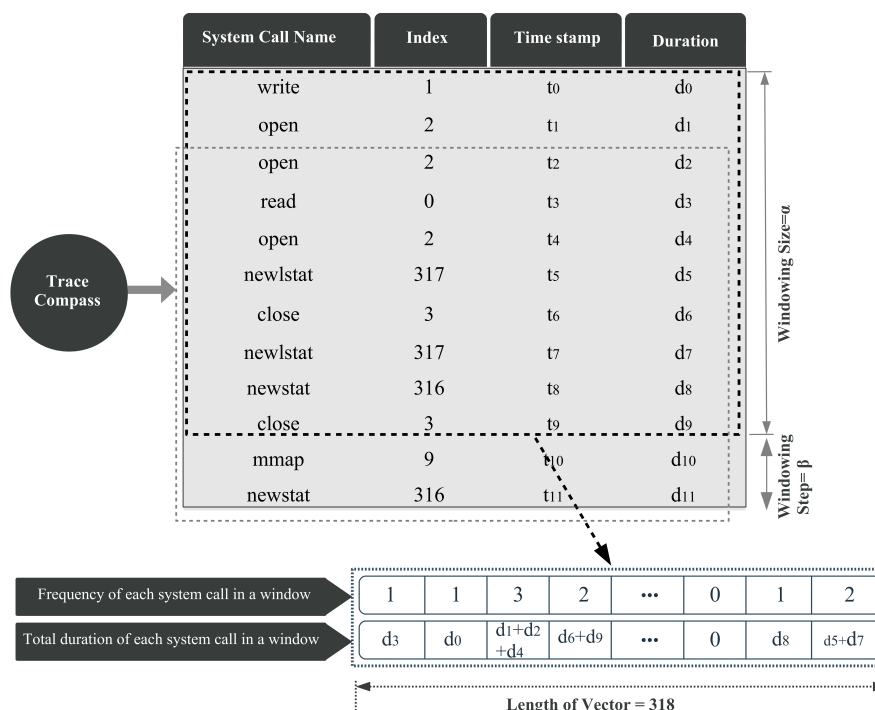 System Call Name Index Time stamp Duration
write 1 t0 d0
open 2 t1 d1
open 2 t2 d2
read 0 t3 d3
open 2 t4 d4
newlstat 317 t5 d5
close 3 t6 d6
newlstat 317 t7 d7
newstat 316 t8 d8
close 3 t9 d9
mmap 9 t10 d10
newstat 316 t11 d11
Trace
Compass
Windowing Size=α
Windowing
Step= β
Frequency of each system call in a window 1 1 3 2 ••• 0 1 2
Total duration of each system call in a window d3 d0 d1+d2 d6+d9 ••• 0 d8 d5+d7
+d4
Length of Vector = 318